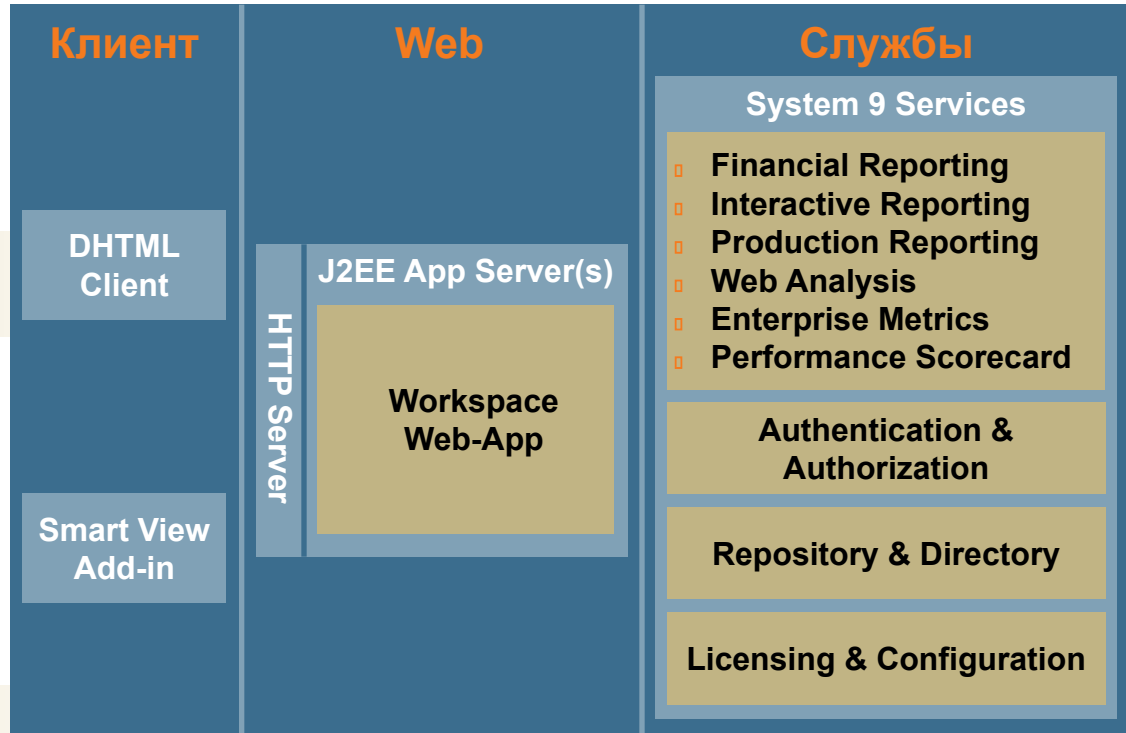 Клиент
Web
Службы
DHTML
Client
Smart View
Add-in
HTTP Server
J2EE App Server(s)
Workspace
Web-App
System 9 Services
Financial Reporting
Interactive Reporting
Production Reporting
Web Analysis
Enterprise Metrics
Performance Scorecard
Authentication &
Authorization
Repository & Directory
Licensing & Configuration